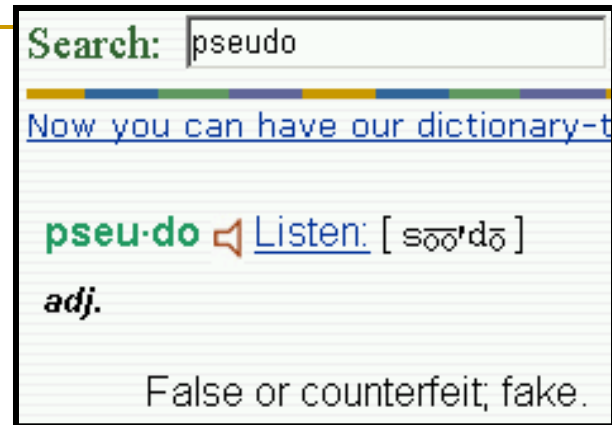 Search: pseudo
Now you can have our dictionary-t
pseu·do Listen: [ so͞o′dō ]
adj.
False or counterfeit; fake.